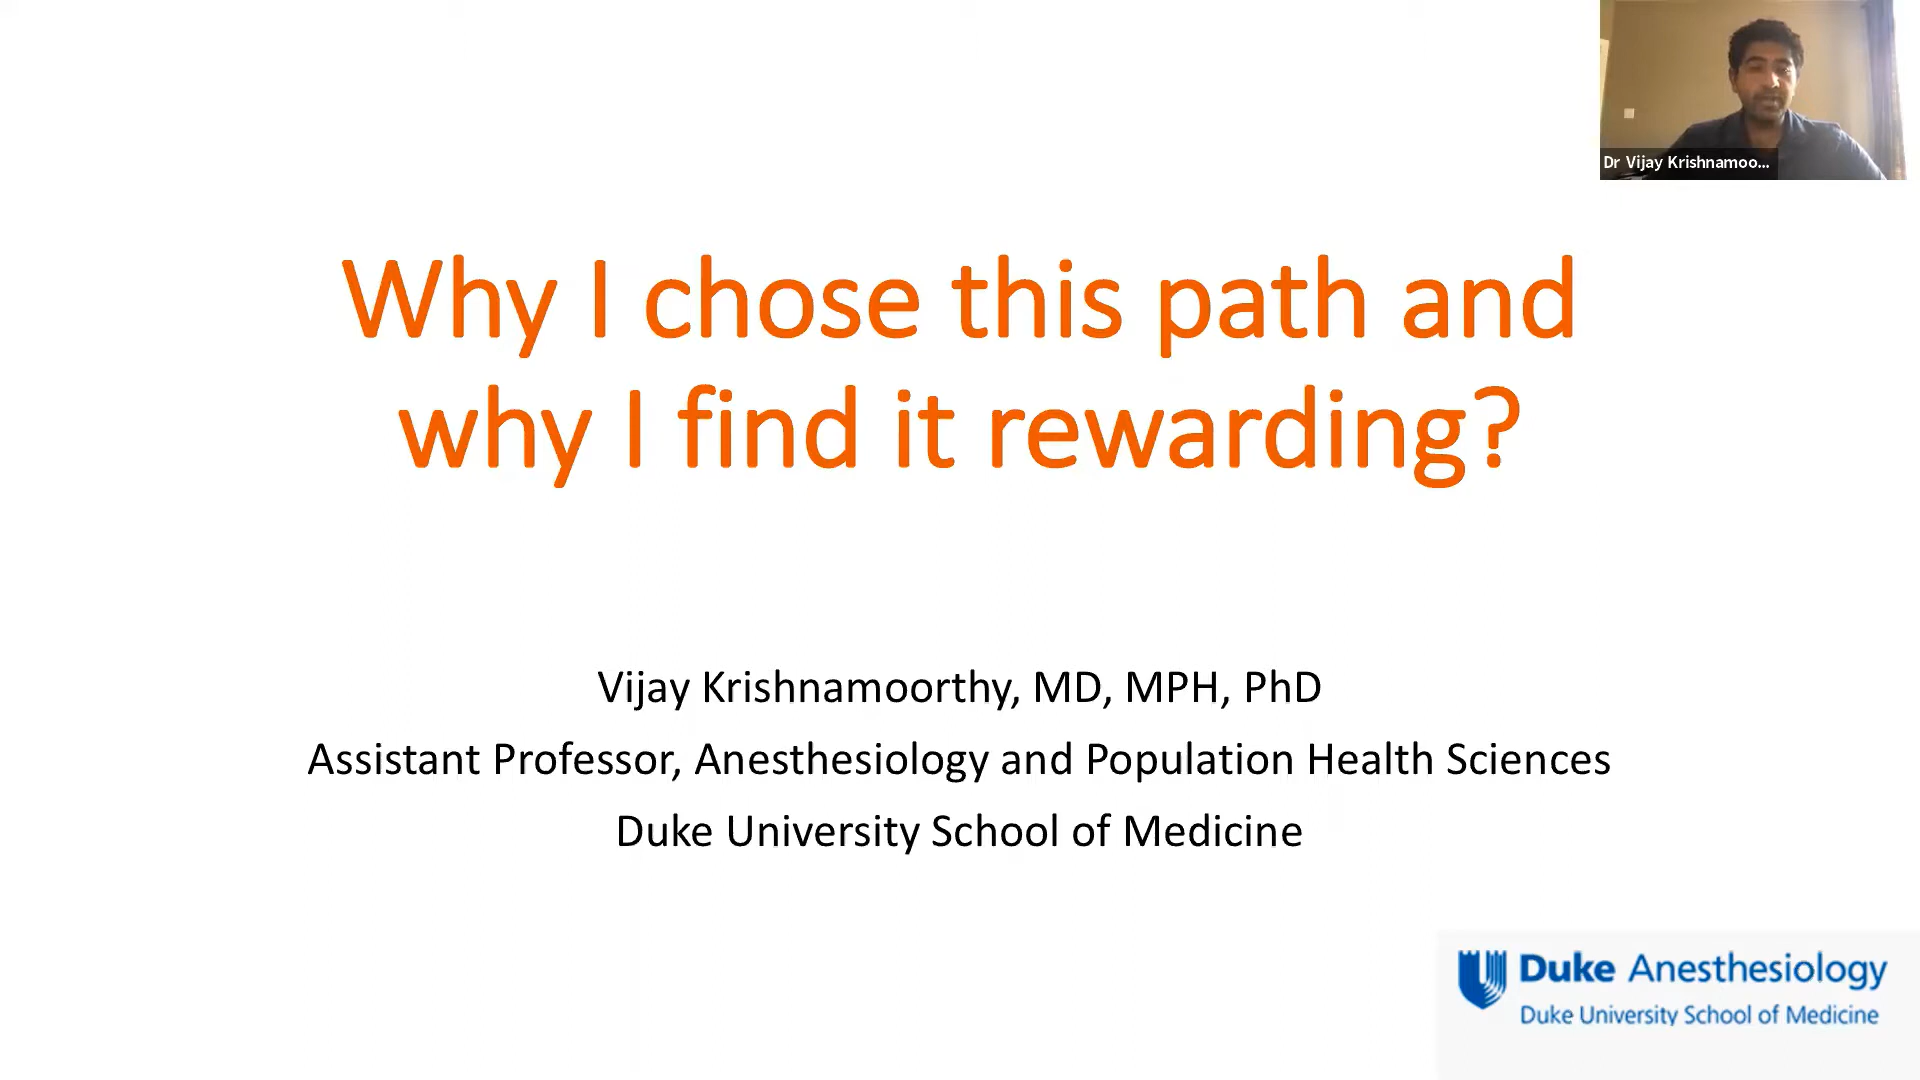 Dr Vijay Krishnamoo...
Why I chose this path and
why I find it rewarding?
Vijay Krishnamoorthy, MD, MPH, PhD
Assistant Professor, Anesthesiology and Population Health Sciences
Duke University School of Medicine
Duke Anesthesiology
Duke University School of Medicine